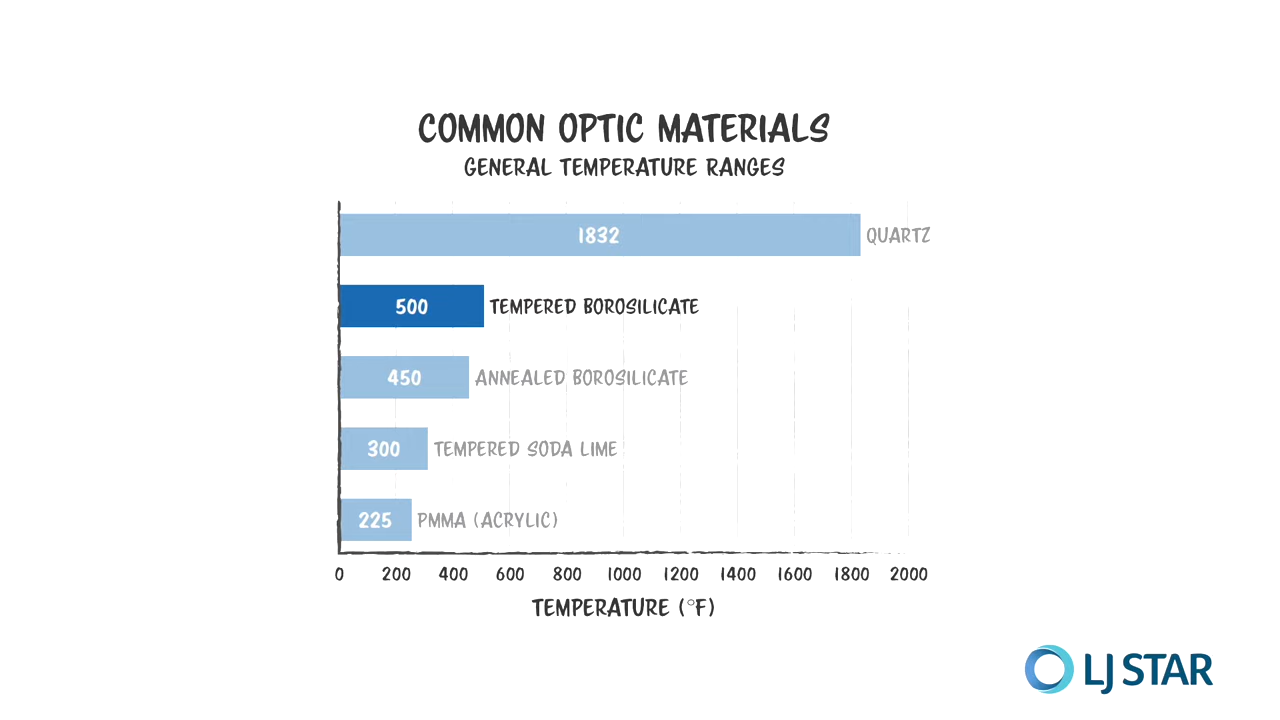 COMMON OPTIC MATERIALS
GENERAL TEMPERATURE RANGES
1832 QUARTZ
500 TEMPERED BOROSILICATE
450 ANNEALED BOROSILICATE
300 TEMPERED SODA LIME
225 PMMA (ACRYLIC)
0 200 400 600 800 1000 1200 1400 1600 1800 2000
TEMPERATURE (°F)
LJ STAR